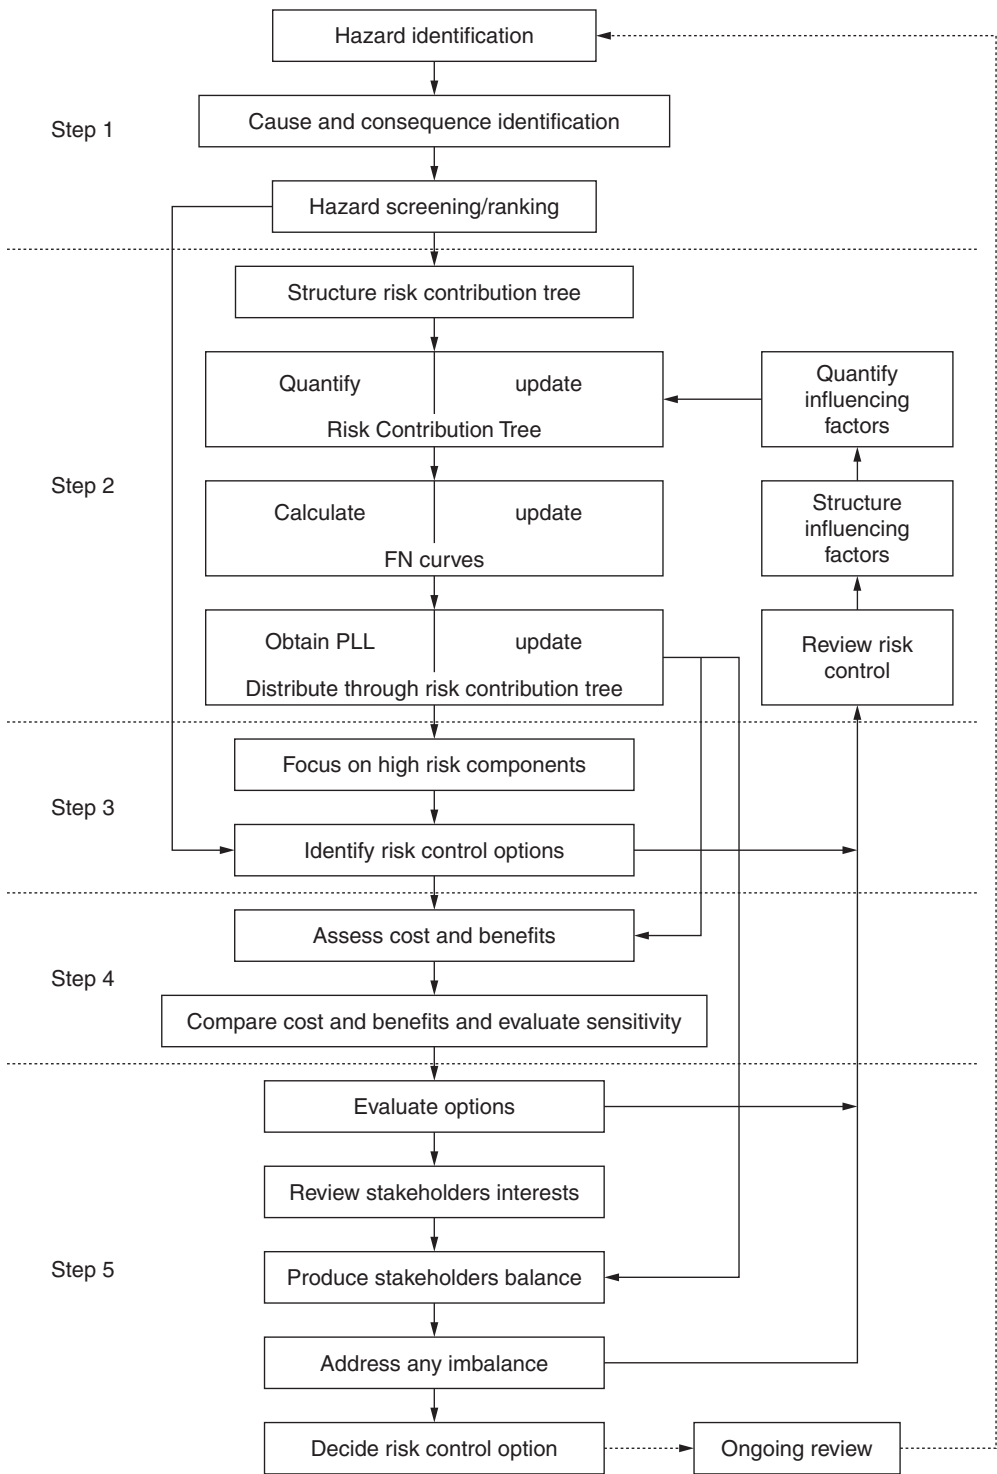 Hazard identification
Step 1
Cause and consequence identification
Hazard screening/ranking
Structure risk contribution tree
Quantify
update
Risk Contribution Tree
Quantify
influencing
factors
Step 2
Calculate
update
FN curves
Structure
influencing
factors
Obtain PLL
update
Distribute through risk contribution tree
Review risk
control
Focus on high risk components
Step 3
Identify risk control options
Assess cost and benefits
Step 4
Compare cost and benefits and evaluate sensitivity
Evaluate options
Review stakeholders interests
Step 5
Produce stakeholders balance
Address any imbalance
Decide risk control option
Ongoing review